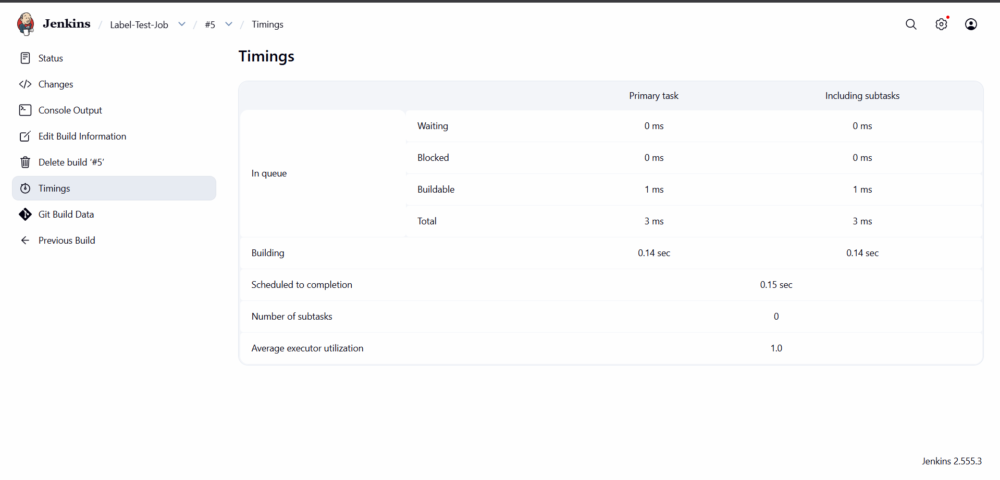 Jenkins / Label-Test-Job / #5 / Timings
Status
Changes
Console Output
Edit Build Information
Delete build ‘#5’
Timings
Git Build Data
Previous Build
Timings
Primary task Including subtasks
In queue
Waiting 0 ms 0 ms
Blocked 0 ms 0 ms
Buildable 1 ms 1 ms
Total 3 ms 3 ms
Building 0.14 sec 0.14 sec
Scheduled to completion 0.15 sec
Number of subtasks 0
Average executor utilization 1.0
Jenkins 2.555.3